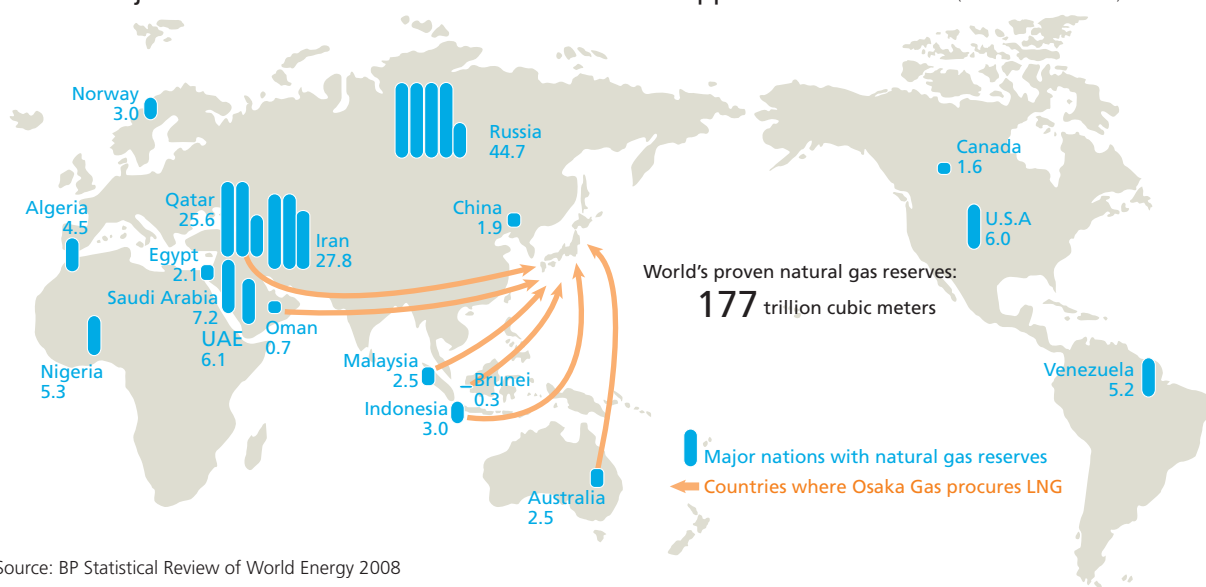 Norway
3.0
Russia
44.7
Canada
1.6
Algeria
4.5
Qatar
25.6
China
1.9
U.S.A
6.0
Iran
27.8
Egypt
2.1
Saudi Arabia
7.2
UAE
6.1
Oman
0.7
World's proven natural gas reserves:
177 trillion cubic meters
Nigeria
5.3
Malaysia
2.5
Brunei
0.3
Indonesia
3.0
Venezuela
5.2
Major nations with natural gas reserves
Countries where Osaka Gas procures LNG
Australia
2.5
Source: BP Statistical Review of World Energy 2008